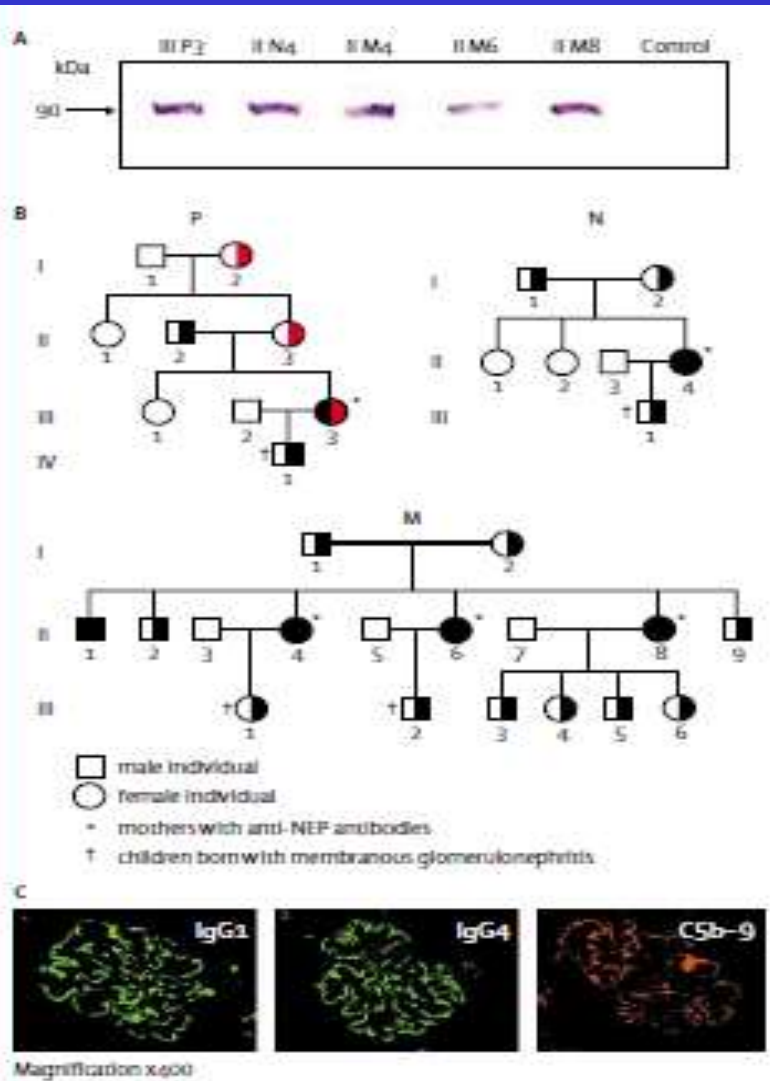 A
III P3 II N4 II M4 II M6 II M8 Control
kDa
90
B
P N
I
1 2
I
1 2
II
1 2 3
II
1 2 3 4
III
1 2 3 *
III
† 1
IV
† 1
M
I
1 2
II
1 2 3 4 * 5 6 * 7 8 * 9
III
† 1 † 2 3 4 5 6
male individual
female individual
* mothers with anti-NEP antibodies
† children born with membranous glomerulonephritis
C
IgG1 IgG4 C5b-9
Magnification x400